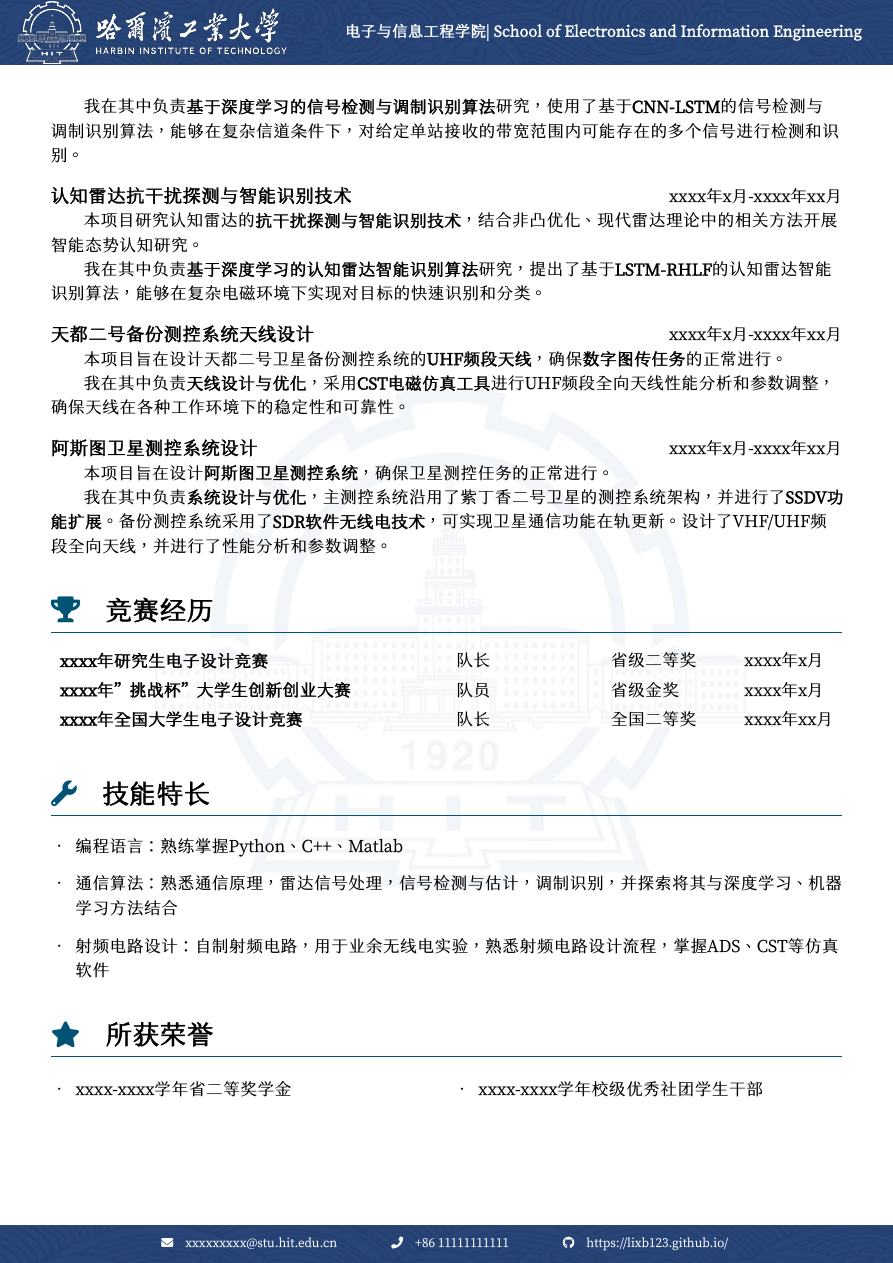 哈爾濱工業大學
HARBIN INSTITUTE OF TECHNOLOGY
HIT
电子与信息工程学院| School of Electronics and Information Engineering
我在其中负责基于深度学习的信号检测与调制识别算法研究，使用了基于CNN-LSTM的信号检测与
调制识别算法，能够在复杂信道条件下，对给定单站接收的带宽范围内可能存在的多个信号进行检测和识
别。
认知雷达抗干扰探测与智能识别技术 xxxx年x月-xxxx年xx月
本项目研究认知雷达的抗干扰探测与智能识别技术，结合非凸优化、现代雷达理论中的相关方法开展
智能态势认知研究。
我在其中负责基于深度学习的认知雷达智能识别算法研究，提出了基于LSTM-RHLF的认知雷达智能
识别算法，能够在复杂电磁环境下实现对目标的快速识别和分类。
天都二号备份测控系统天线设计 xxxx年x月-xxxx年xx月
本项目旨在设计天都二号卫星备份测控系统的UHF频段天线，确保数字图传任务的正常进行。
我在其中负责天线设计与优化，采用CST电磁仿真工具进行UHF频段全向天线性能分析和参数调整，
确保天线在各种工作环境下的稳定性和可靠性。
阿斯图卫星测控系统设计 xxxx年x月-xxxx年xx月
本项目旨在设计阿斯图卫星测控系统，确保卫星测控任务的正常进行。
我在其中负责系统设计与优化，主测控系统沿用了紫丁香二号卫星的测控系统架构，并进行了SSDV功
能扩展。备份测控系统采用了SDR软件无线电技术，可实现卫星通信功能在轨更新。设计了VHF/UHF频
段全向天线，并进行了性能分析和参数调整。
竞赛经历
xxxx年研究生电子设计竞赛 队长 省级二等奖 xxxx年x月
xxxx年”挑战杯”大学生创新创业大赛 队员 省级金奖 xxxx年x月
xxxx年全国大学生电子设计竞赛 队长 全国二等奖 xxxx年xx月
1920
HIT
技能特长
· 编程语言：熟练掌握Python、C++、Matlab
· 通信算法：熟悉通信原理，雷达信号处理，信号检测与估计，调制识别，并探索将其与深度学习、机器
学习方法结合
· 射频电路设计：自制射频电路，用于业余无线电实验，熟悉射频电路设计流程，掌握ADS、CST等仿真
软件
所获荣誉
· xxxx-xxxx学年省二等奖学金 · xxxx-xxxx学年校级优秀社团学生干部
xxxxxxxxx@stu.hit.edu.cn +86 11111111111 https://lixb123.github.io/